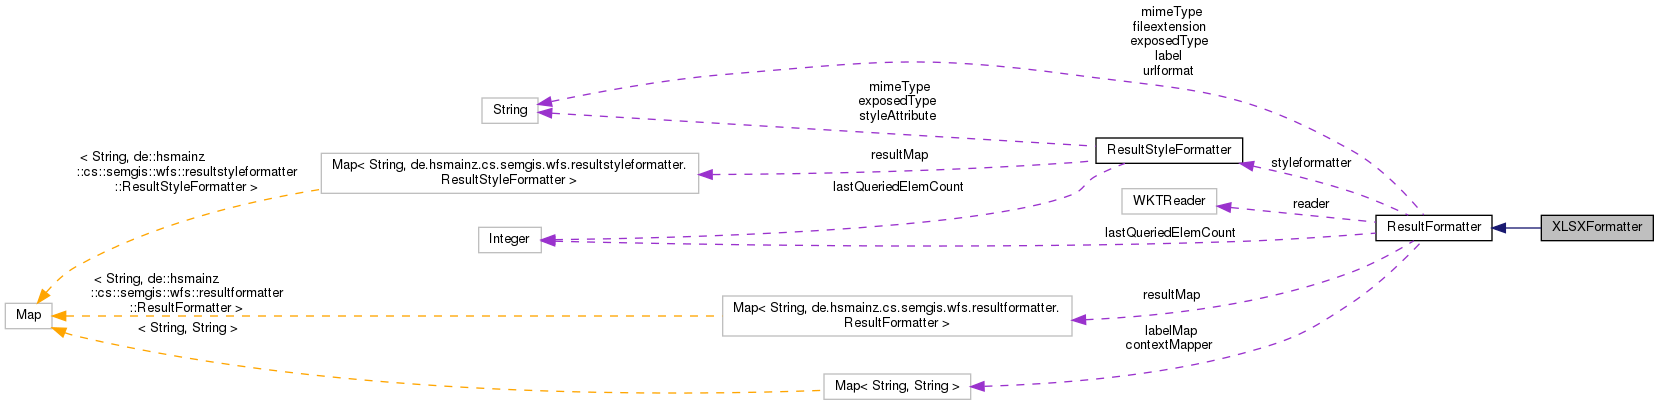 mimeType
fileextension
exposedType
label
urlformat
mimeType
exposedType
styleAttribute
String
ResultStyleFormatter
< String, de::hsmainz
::cs::semgis::wfs::resultstyleformatter
::ResultStyleFormatter >
Map< String, de.hsmainz.cs.semgis.wfs.resultstyleformatter.
ResultStyleFormatter >
resultMap
styleformatter
lastQueriedElemCount
WKTReader
reader
Integer
lastQueriedElemCount
ResultFormatter
XLSXFormatter
< String, de::hsmainz
::cs::semgis::wfs::resultformatter
::ResultFormatter >
Map
< String, String >
Map< String, de.hsmainz.cs.semgis.wfs.resultformatter.
ResultFormatter >
resultMap
labelMap
contextMapper
Map< String, String >